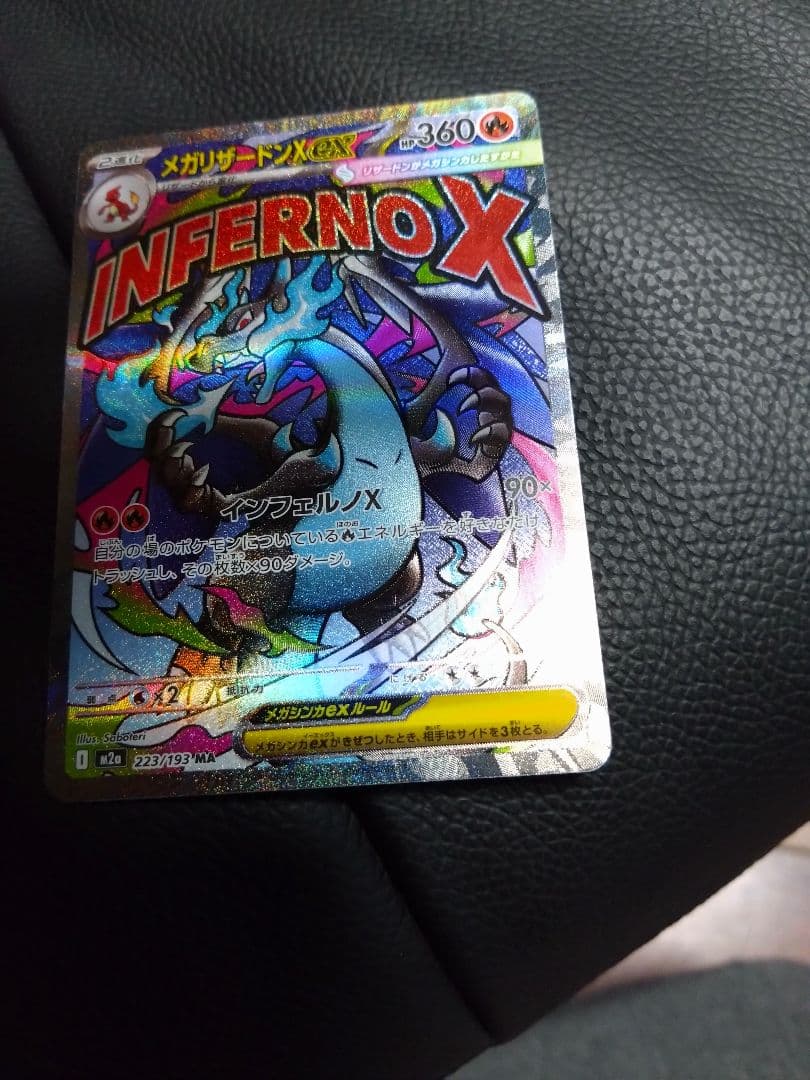 2進化
メガリザードンXex
HP360
リザードンがメガシンカしたすがた
INFERNO X
インフェルノX 90×
自分の場のポケモンについている エネルギーを好きなだけ
トラッシュし、その枚数×90ダメージ。
弱点 ×2 抵抗力 にげる
メガシンカexルール
メガシンカexがきぜつしたとき、相手はサイドを3枚とる。
Illus. Saboteri
I M2a 223/193 MA